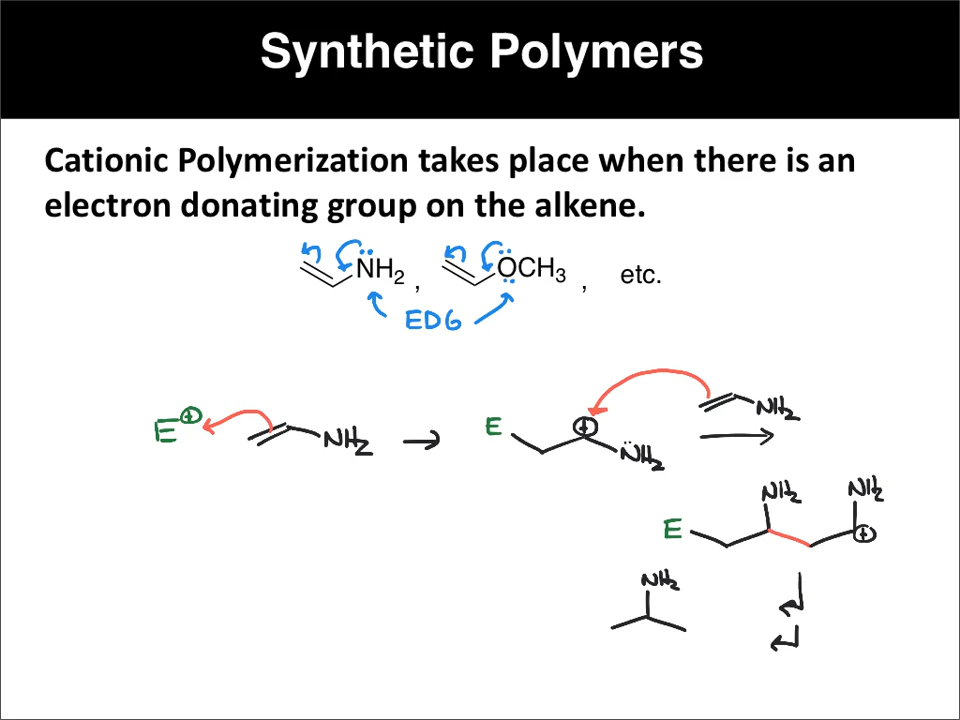 Synthetic Polymers
Cationic Polymerization takes place when there is an
electron donating group on the alkene.
NH2 , OCH3 , etc.
EDG
E⊕ NH2 → E ⊕ NH2 NH2
NH2 NH2
E ⊕
NH2